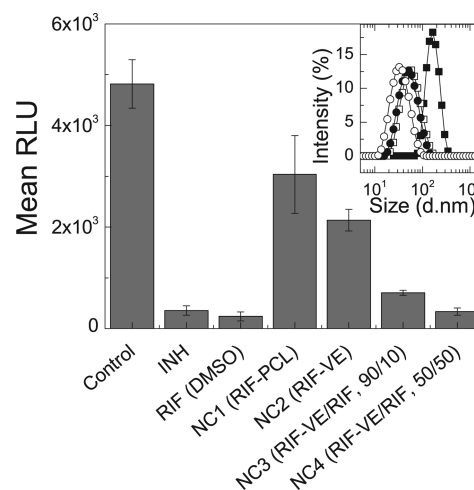 Mean RLU
6x10³
4x10³
2x10³
0
Control
INH
RIF (DMSO)
NC1 (RIF-PCL)
NC2 (RIF-VE)
NC3 (RIF-VE/RIF, 90/10)
NC4 (RIF-VE/RIF, 50/50)
Intensity (%)
15
10
5
0
10¹ 10² 10³
Size (d.nm)